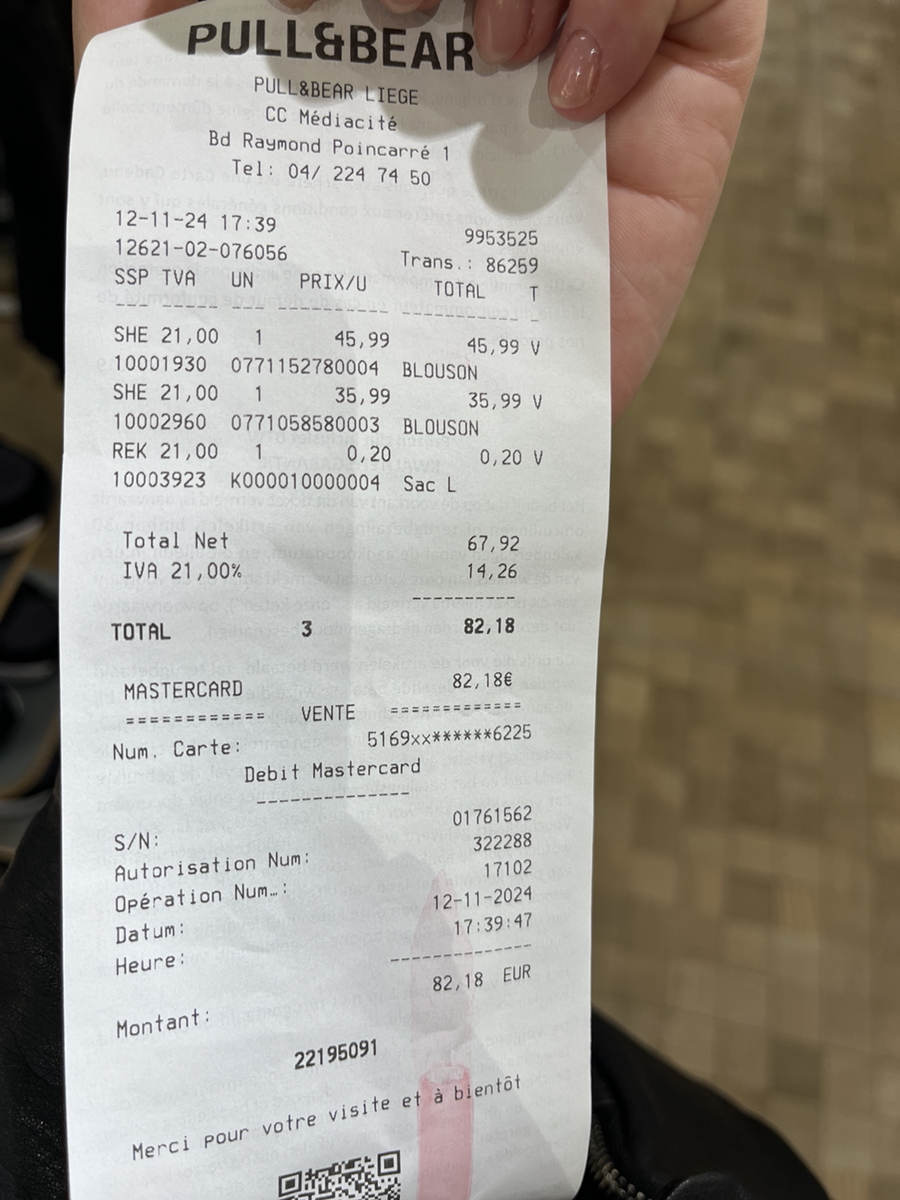 PULL&BEAR
PULL&BEAR LIEGE
CC Médiacité
Bd Raymond Poincarré 1
Tel: 04/ 224 74 50
12-11-24 17:39 9953525
12621-02-076056 Trans.: 86259
SSP TVA UN PRIX/U TOTAL T
--- ----- --- ---------- ---------- -
SHE 21,00 1 45,99 45,99 V
10001930 0771152780004 BLOUSON
SHE 21,00 1 35,99 35,99 V
10002960 0771058580003 BLOUSON
REK 21,00 1 0,20 0,20 V
10003923 K000010000004 Sac L
Total Net 67,92
IVA 21,00% 14,26
----------
TOTAL 3 82,18
MASTERCARD 82,18€
============ VENTE ============
Num. Carte: 5169xx******6225
Debit Mastercard
--------------
S/N: 01761562
Autorisation Num: 322288
Opération Num…: 17102
Datum: 12-11-2024
Heure: 17:39:47
-------------
Montant: 82,18 EUR
22195091
Merci pour votre visite et à bientôt